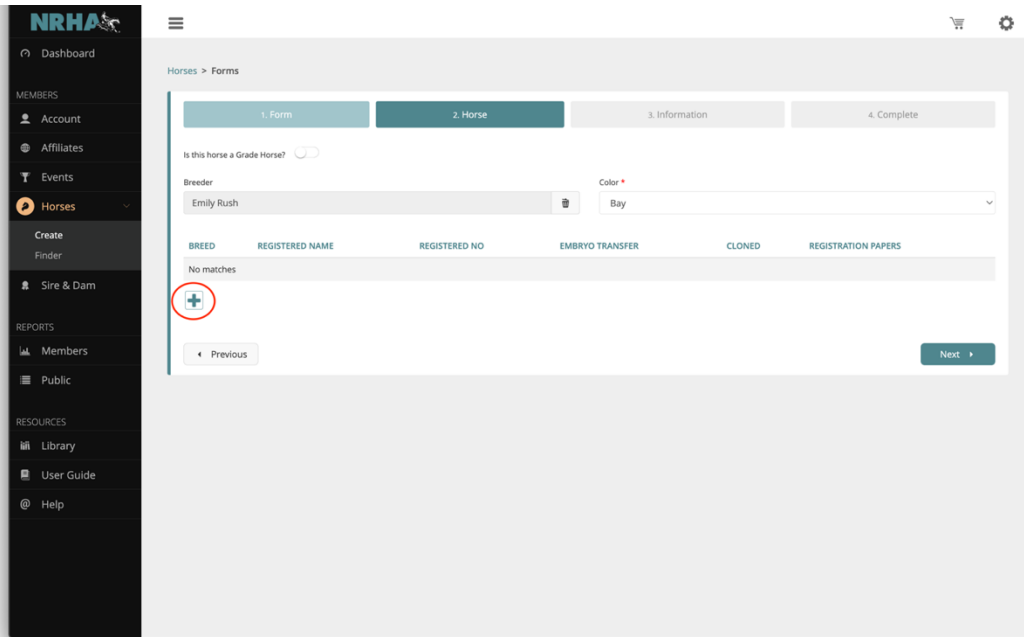 NRHA
Dashboard
MEMBERS
Account
Affiliates
Events
Horses
Create
Finder
Sire & Dam
REPORTS
Members
Public
RESOURCES
Library
User Guide
@ Help
Horses > Forms
1. Form
2. Horse
3. Information
4. Complete
Is this horse a Grade Horse?
Breeder
Color *
Emily Rush
Bay
BREED REGISTERED NAME REGISTERED NO EMBRYO TRANSFER CLONED REGISTRATION PAPERS
No matches
Previous
Next